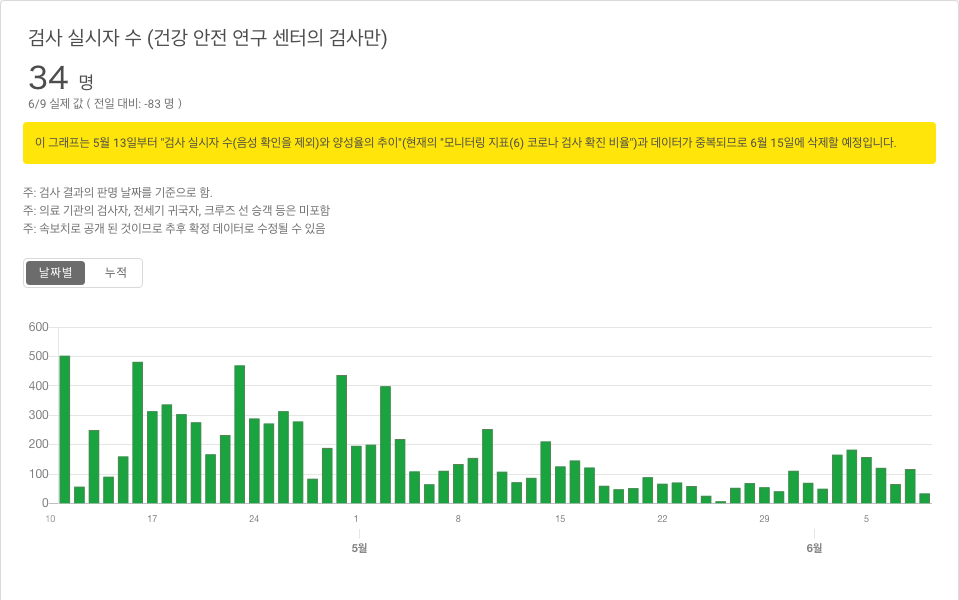 검사 실시자 수 (건강 안전 연구 센터의 검사만)
34 명
6/9 실제 값 ( 전일 대비: -83 명 )
이 그래프는 5월 13일부터 "검사 실시자 수(음성 확인을 제외)와 양성율의 추이"(현재의 "모니터링 지표(6) 코로나 검사 확진 비율")과 데이터가 중복되므로 6월 15일에 삭제할 예정입니다.
주: 검사 결과의 판명 날짜를 기준으로 함.
주: 의료 기관의 검사자, 전세기 귀국자, 크루즈 선 승객 등은 미포함
주: 속보치로 공개 된 것이므로 추후 확정 데이터로 수정될 수 있음
날짜별 누적
600
500
400
300
200
100
0
10 17 24 1 8 15 22 29 5
5월 6월